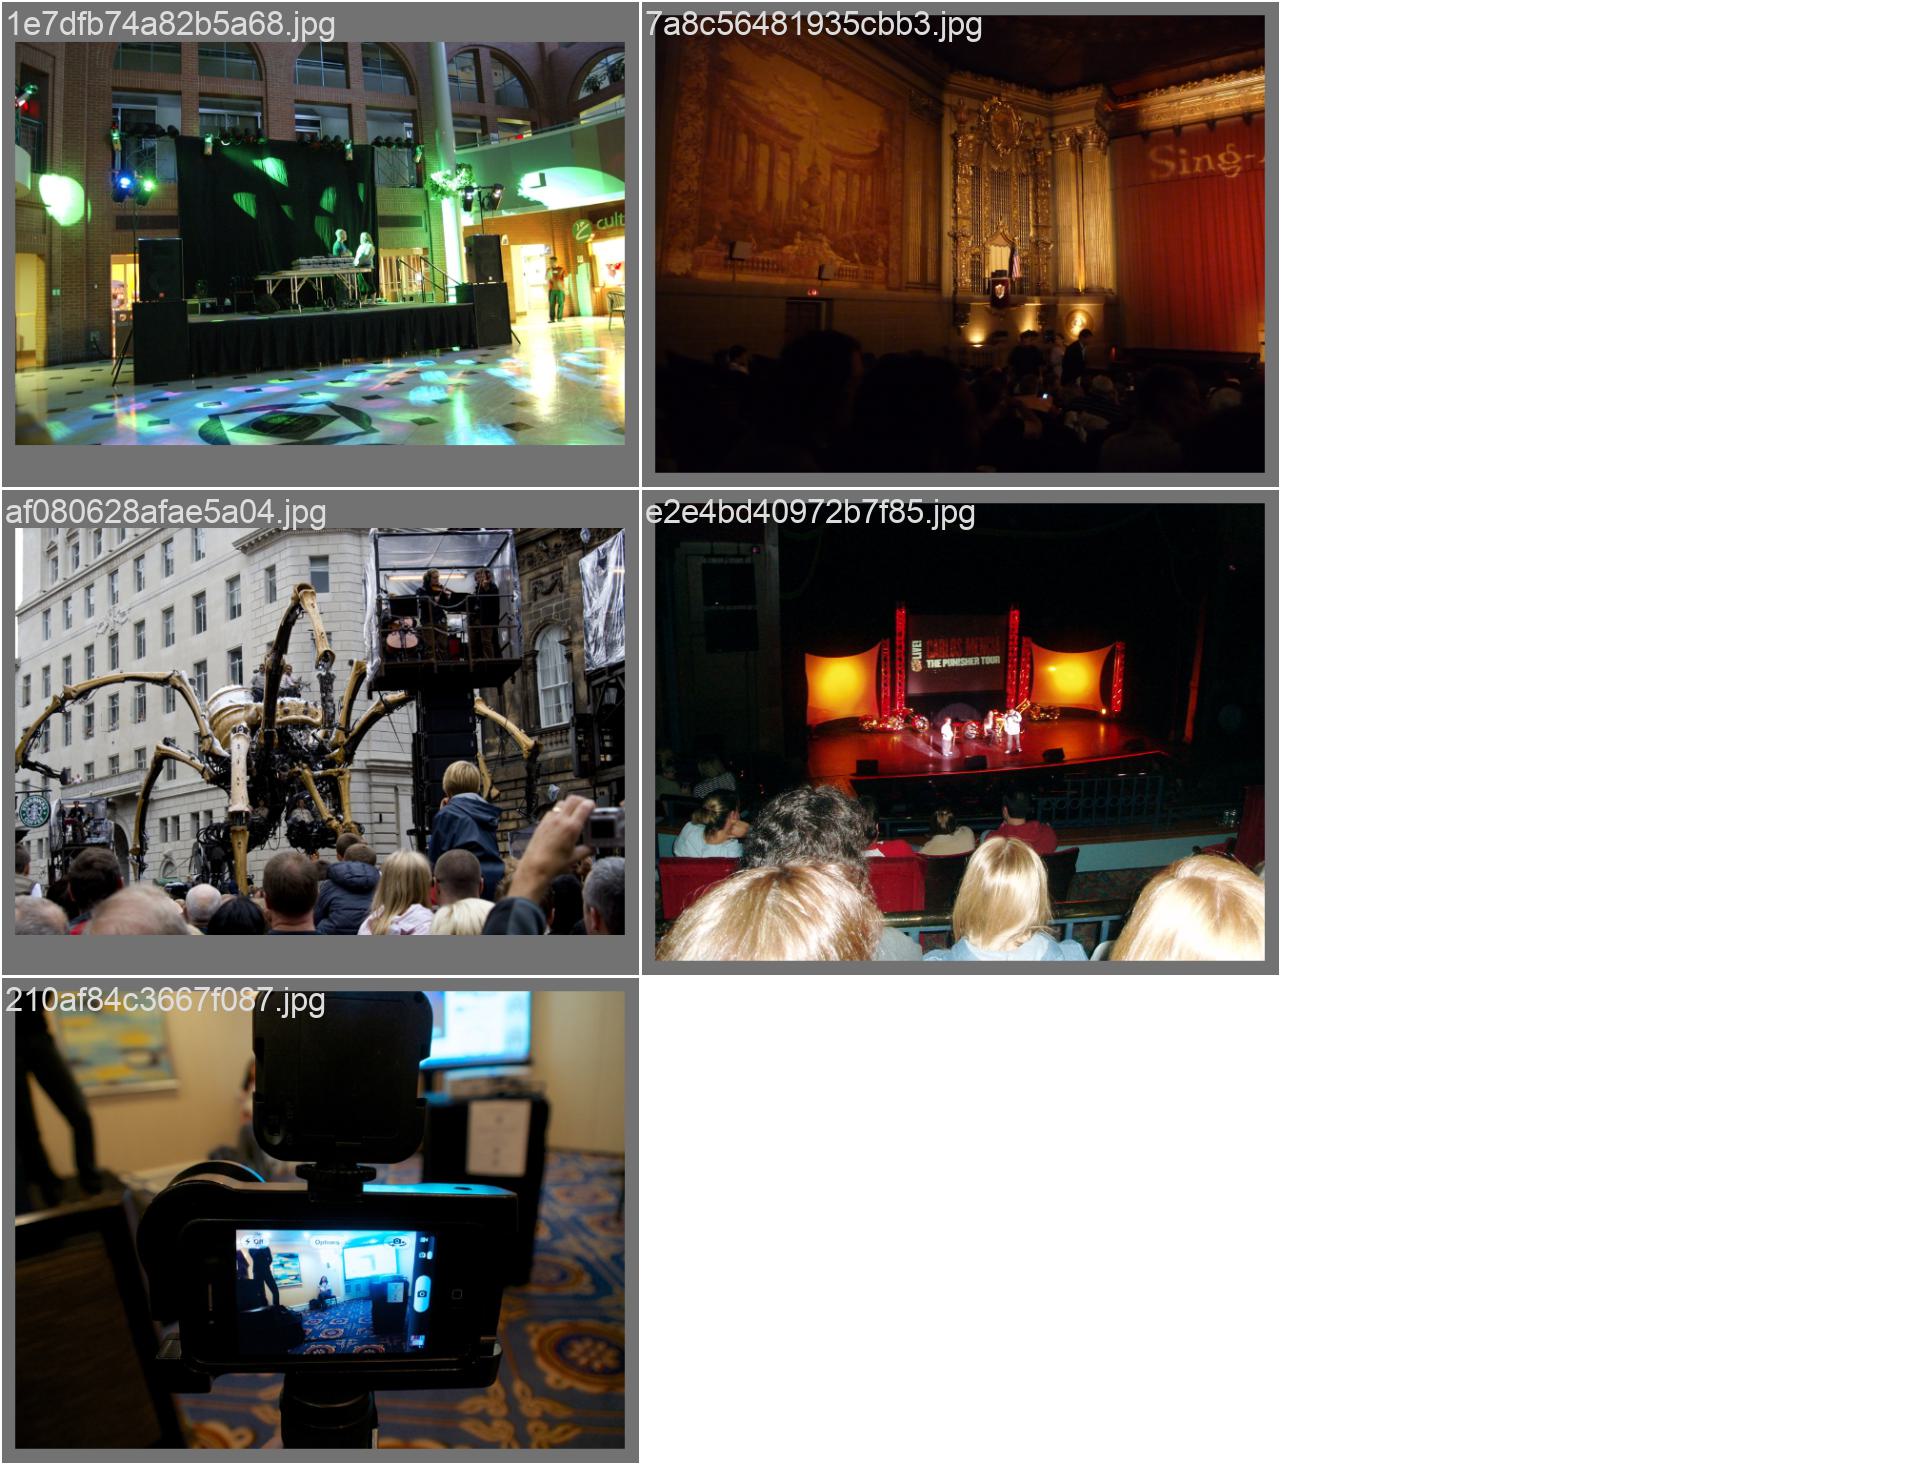 1e7dfb74a82b5a68.jpg
cult
7a8c56481935cbb3.jpg
Sing-
af080628afae5a04.jpg
e2e4bd40972b7f85.jpg
LIVE!
CARLOS MENCIA
THE PUNISHER TOUR
210af84c3667f087.jpg
Off
Options